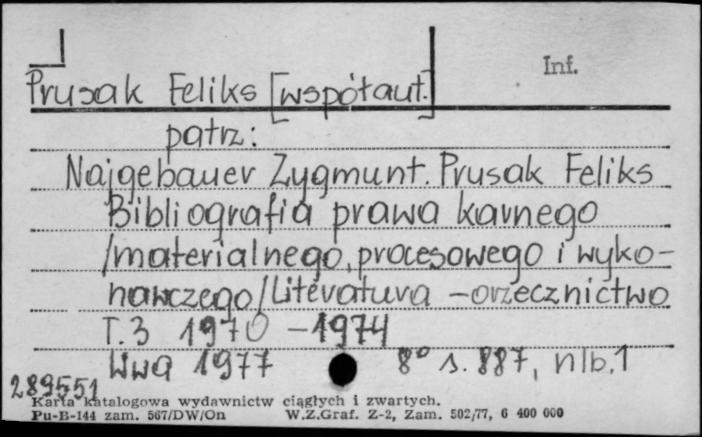 Inf.
Prusak Feliks [współaut.]
patrz:
Najgebauer Zygmunt. Prusak Feliks
Bibliografia prawa karnego
/materialnego, procesowego i wyko-
nawczego/ Literatura - orzecznictwo
T.3 1970 - 1974
Wwa 1977 8° s. 887, nlb. 1
289551
Karta katalogowa wydawnictw ciągłych i zwartych.
Pu-B-144 zam. 567/DW/On W.Z.Graf. Z-2, Zam. 502/77, 6 400 000